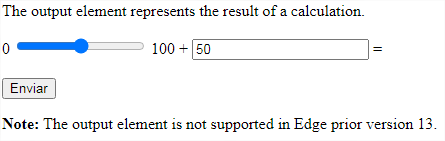 The output element represents the result of a calculation.
0 100 + 50 =
Enviar
Note: The output element is not supported in Edge prior version 13.